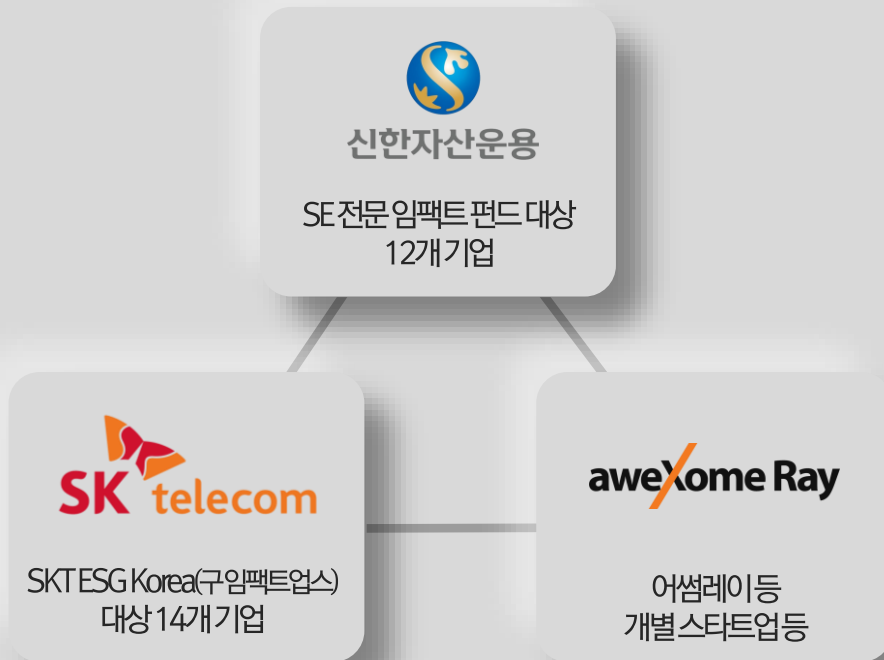 신한자산운용
SE 전문 임팩트 펀드 대상
12개 기업
SK telecom
SKT ESG Korea(구임팩트업스)
대상 14개 기업
aweXome Ray
어썸레이 등
개별 스타트업 등